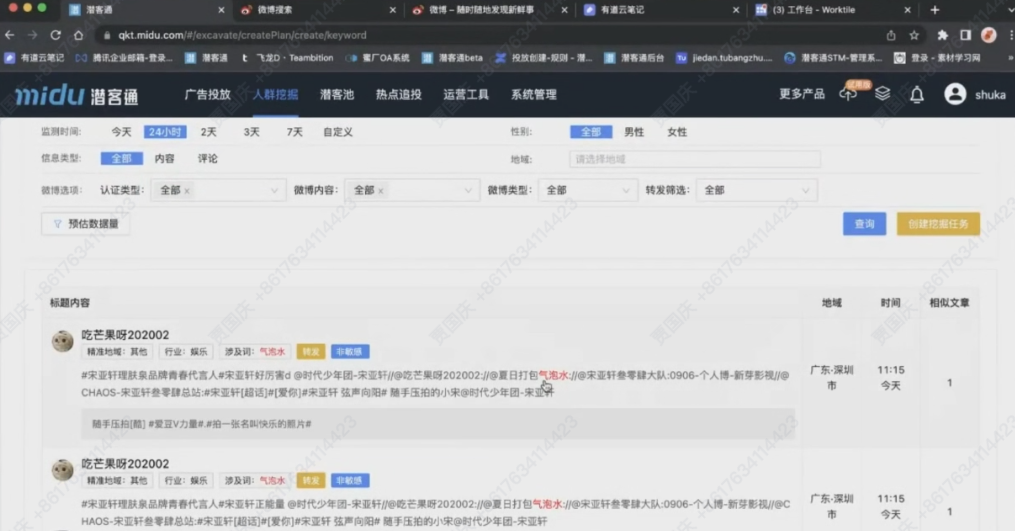 潜客通
微博搜索
微博 – 随时随地发现新鲜事
有道云笔记
(3) 工作台 - Worktile
qkt.midu.com/#/excavate/createPlan/create/keyword
有道云笔记
腾讯企业邮箱-登录...
潜客通
飞龙D · Teambition
蜜厂OA系统
潜客通beta
投放创建-规则 - 潜...
潜客通后台
Tu jiedan.tubangzhu....
潜客通STM-管理系...
登录 - 素材学习网
midu 潜客通
广告投放
人群挖掘
潜客池
热点追投
运营工具
系统管理
更多产品
shuka
监测时间: 今天 24小时 2天 3天 7天 自定义
性别: 全部 男性 女性
信息类型: 全部 内容 评论
地域: 请选择地域
微博选项: 认证类型: 全部 × 微博内容: 全部 × 微博类型: 全部 转发筛选: 全部
预估数据量
查询
创建挖掘任务
标题内容 地域 时间 相似文章
吃芒果呀202002
精准地域: 其他 行业: 娱乐 涉及词: 气泡水 转发 非敏感
#宋亚轩理肤泉品牌青春代言人#宋亚轩好厉害d @时代少年团-宋亚轩//@吃芒果呀202002://@夏日打包气泡水://@宋亚轩叁零肆大队:0906-个人博-新芽影视//@
CHAOS-宋亚轩叁零肆总站:#宋亚轩[超话]#[爱你]#宋亚轩 弦声向阳# 随手压拍的小宋@时代少年团-宋亚轩
随手压拍[酷] #爱豆V力量#.#拍一张名叫快乐的照片#
广东-深圳市
11:15
今天
1
吃芒果呀202002
精准地域: 其他 行业: 娱乐 涉及词: 气泡水 转发 非敏感
#宋亚轩理肤泉品牌青春代言人#宋亚轩正能量 @时代少年团-宋亚轩//@吃芒果呀202002://@夏日打包气泡水://@宋亚轩叁零肆大队:0906-个人博-新芽影视//@C
HAOS-宋亚轩叁零肆总站:#宋亚轩[超话]#[爱你]#宋亚轩 弦声向阳# 随手压拍的小宋@时代少年团-宋亚轩
广东-深圳市
11:15
今天
1
贾国庆 +8617634114423